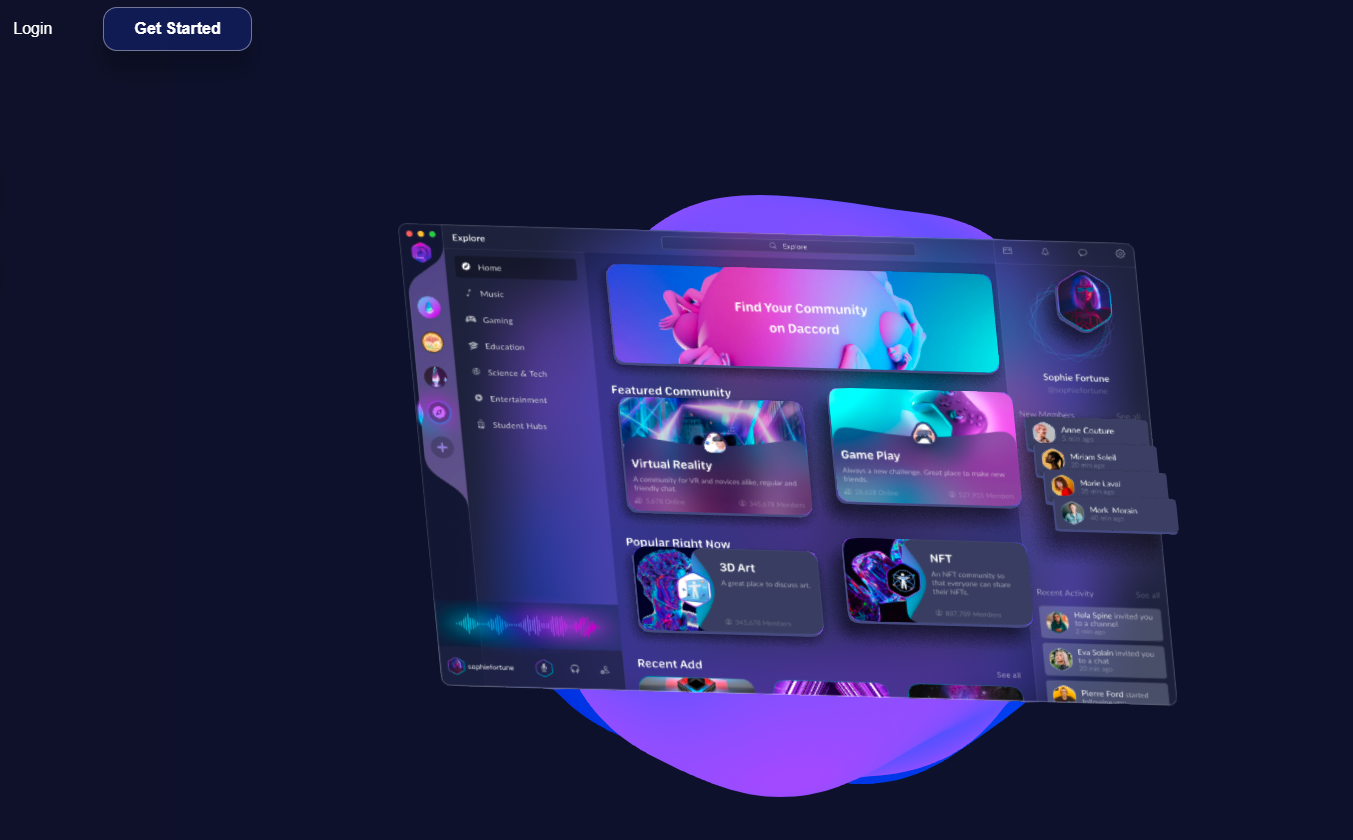 Login
Get Started
Explore
Explore
Home
Music
Gaming
Education
Science & Tech
Entertainment
Student Hubs
sophiefortune
Find Your Community
on Daccord
Featured Community
Virtual Reality
A community for VR and novices alike, regular and
friendly chat.
5,678 Online
345,678 Members
Game Play
Always a new challenge. Great place to make new
friends.
Online
Members
Popular Right Now
3D Art
A great place to discuss art.
345,678 Members
NFT
An NFT community so
that everyone can share
their NFTs.
Members
Recent Add
See all
Sophie Fortune
@sophiefortune
New Members
See all
Anne Couture
5 min ago
Miriam Soleil
20 min ago
Marie Laval
35 min ago
Mark Morain
40 min ago
Recent Activity
See all
Hola Spine invited you
to a channel
2 min ago
Eva Solain invited you
to a chat
20 min ago
Pierre Ford started
following you